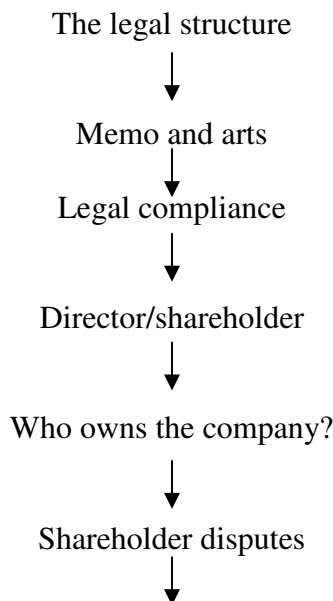 The legal structure
Memo and arts
Legal compliance
Director/shareholder
Who owns the company?
Shareholder disputes